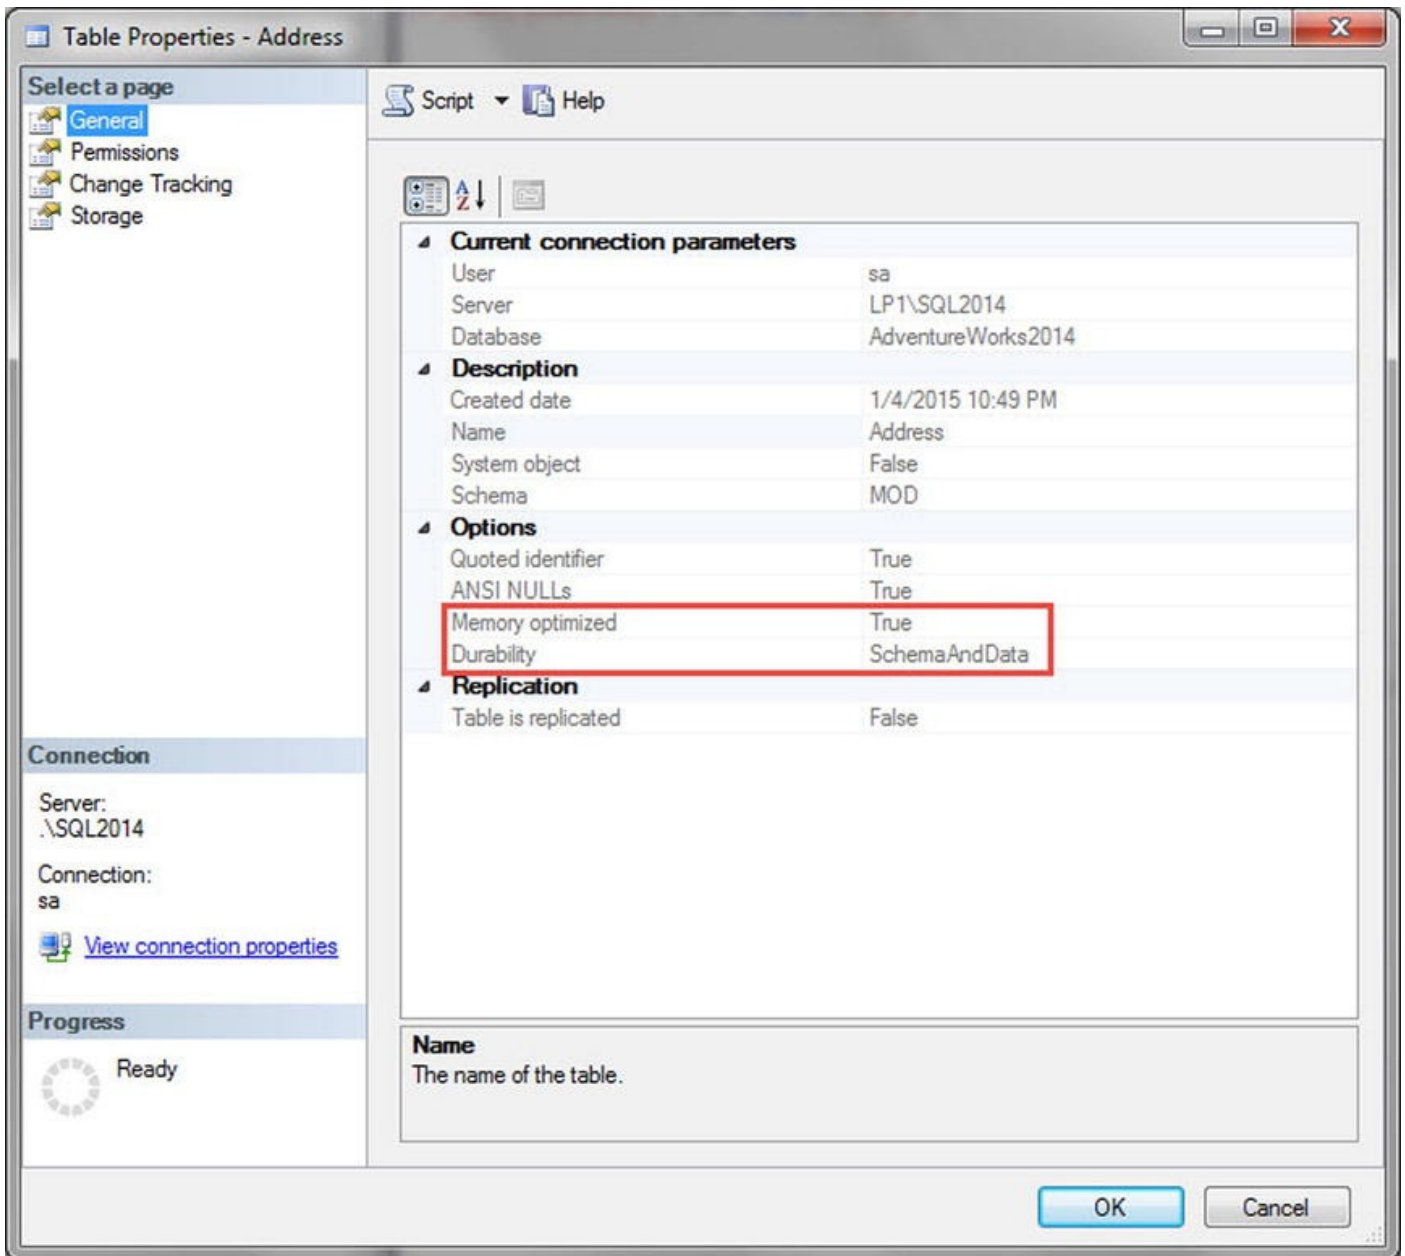 Table Properties - Address
Select a page
General
Permissions
Change Tracking
Storage
Script Help
Current connection parameters
User sa
Server LP1\SQL2014
Database AdventureWorks2014
Description
Created date 1/4/2015 10:49 PM
Name Address
System object False
Schema MOD
Options
Quoted identifier True
ANSI NULLs True
Memory optimized True
Durability SchemaAndData
Replication
Table is replicated False
Connection
Server:
.\SQL2014
Connection:
sa
View connection properties
Progress
Ready
Name
The name of the table.
OK Cancel